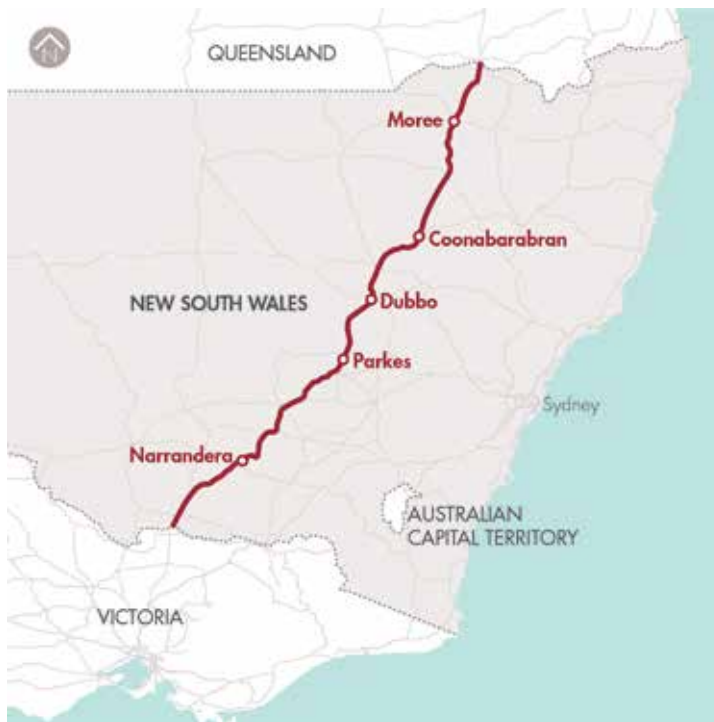 N
QUEENSLAND
Moree
Coonabarabran
NEW SOUTH WALES
Dubbo
Parkes
Sydney
Narrandera
AUSTRALIAN
CAPITAL TERRITORY
VICTORIA